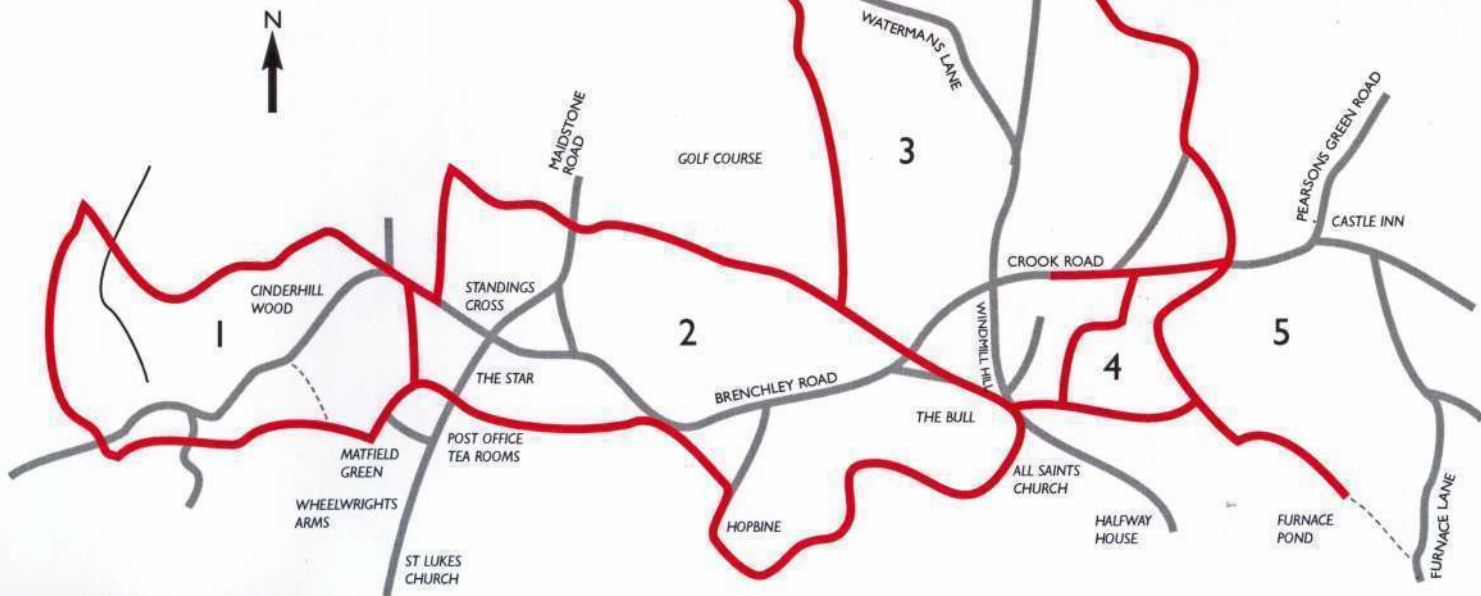 N
WATERMANS LANE
MAIDSTONE
ROAD
GOLF COURSE
3
PEARSONS GREEN ROAD
CASTLE INN
CROOK ROAD
CINDERHILL
WOOD
STANDINGS
CROSS
1
2
WINDMILL HILL
5
4
THE STAR
BRENCHLEY ROAD
THE BULL
MATFIELD
GREEN
POST OFFICE
TEA ROOMS
ALL SAINTS
CHURCH
WHEELWRIGHTS
ARMS
HOPBINE
HALFWAY
HOUSE
FURNACE
POND
FURNACE LANE
ST LUKES
CHURCH